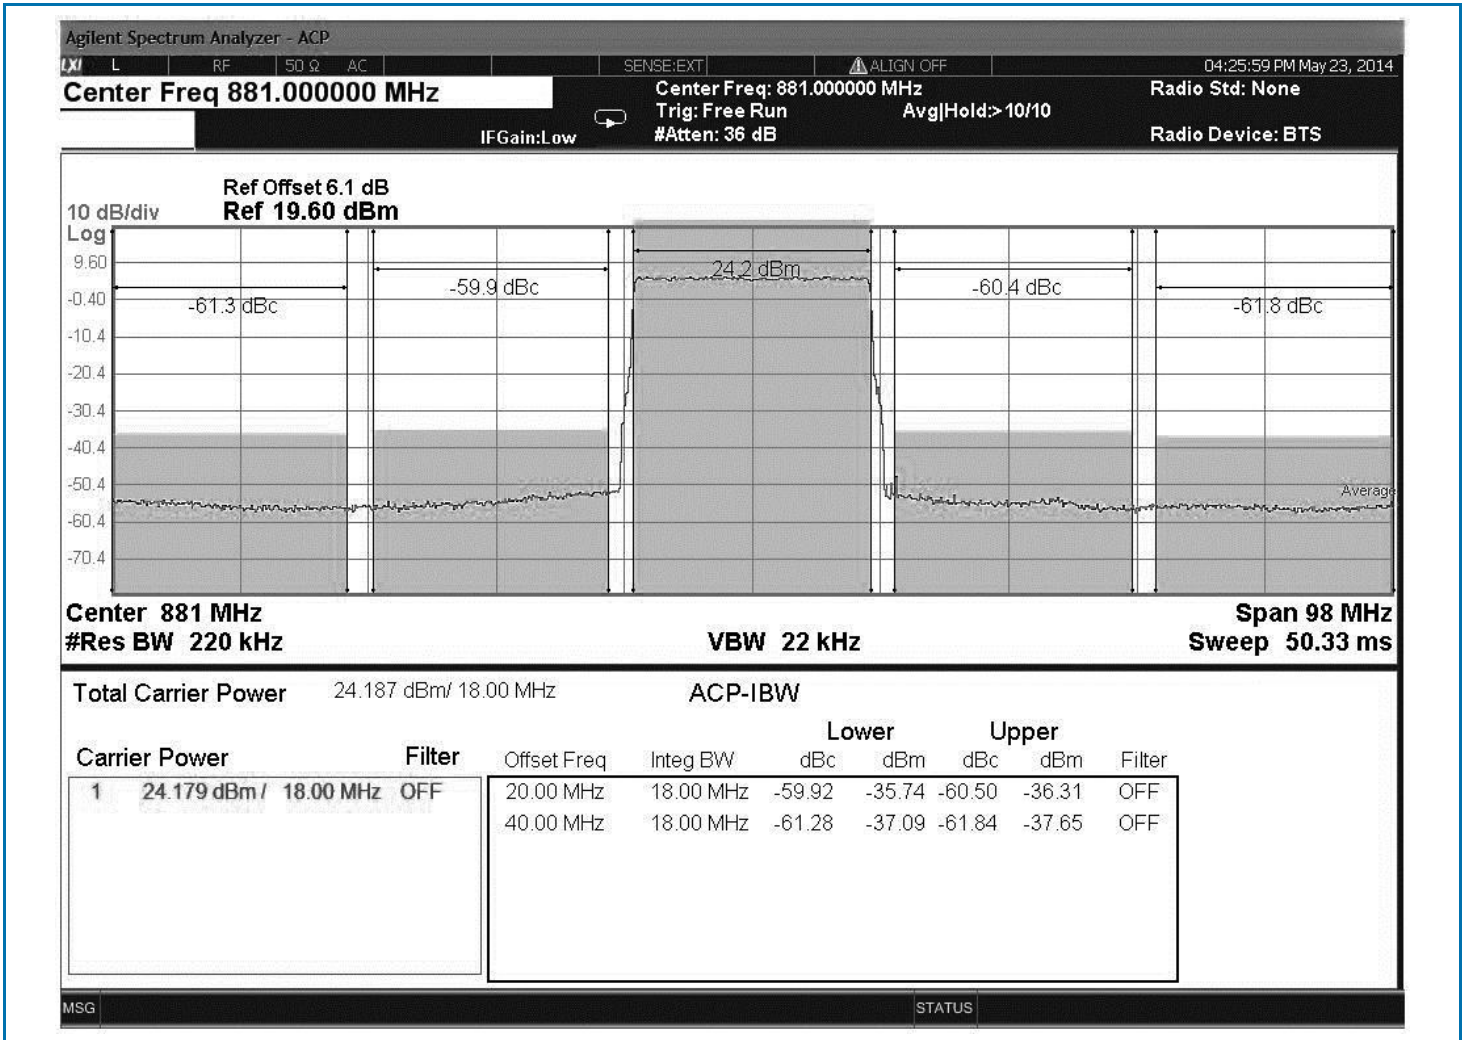 Agilent Spectrum Analyzer - ACP
LXI L RF 50 Ω AC SENSE:EXT ALIGN OFF 04:25:59 PM May 23, 2014
Center Freq 881.000000 MHz
Center Freq: 881.000000 MHz
Radio Std: None
Trig: Free Run Avg|Hold:> 10/10
IFGain:Low #Atten: 36 dB
Radio Device: BTS
Ref Offset 6.1 dB
10 dB/div Ref 19.60 dBm
Log
9.60
-0.40
-10.4
-20.4
-30.4
-40.4
-50.4
-60.4
-70.4
-61.3 dBc
-59.9 dBc
24.2 dBm
-60.4 dBc
-61.8 dBc
Average
Center 881 MHz Span 98 MHz
#Res BW 220 kHz VBW 22 kHz Sweep 50.33 ms
Total Carrier Power 24.187 dBm/ 18.00 MHz ACP-IBW
Lower Upper
Carrier Power Filter Offset Freq Integ BW dBc dBm dBc dBm Filter
1 24.179 dBm / 18.00 MHz OFF 20.00 MHz 18.00 MHz -59.92 -35.74 -60.50 -36.31 OFF
40.00 MHz 18.00 MHz -61.28 -37.09 -61.84 -37.65 OFF
MSG STATUS